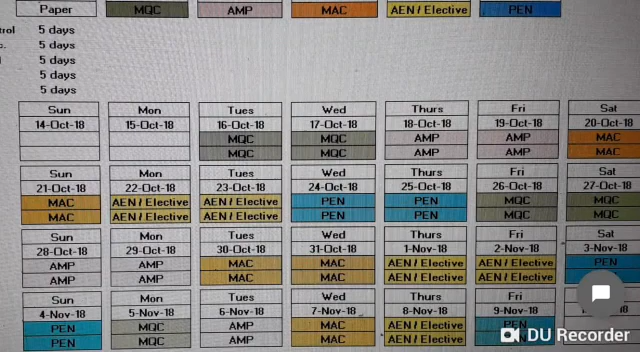 Paper MQC AMP MAC AEN / Elective PEN
trol 5 days
5 days
5 days
5 days
5 days
Sun Mon Tues Wed Thurs Fri Sat
14-Oct-18 15-Oct-18 16-Oct-18 17-Oct-18 18-Oct-18 19-Oct-18 20-Oct-18
MQC MQC AMP AMP MAC
MQC MQC AMP AMP MAC
Sun Mon Tues Wed Thurs Fri Sat
21-Oct-18 22-Oct-18 23-Oct-18 24-Oct-18 25-Oct-18 26-Oct-18 27-Oct-18
MAC AEN / Elective AEN / Elective PEN PEN MQC MQC
MAC AEN / Elective AEN / Elective PEN PEN MQC MQC
Sun Mon Tues Wed Thurs Fri Sat
28-Oct-18 29-Oct-18 30-Oct-18 31-Oct-18 1-Nov-18 2-Nov-18 3-Nov-18
AMP AMP MAC MAC AEN / Elective AEN / Elective PEN
AMP AMP MAC MAC AEN / Elective AEN / Elective
Sun Mon Tues Wed Thurs Fri
4-Nov-18 5-Nov-18 6-Nov-18 7-Nov-18 8-Nov-18 9-Nov-18
PEN MQC AMP MAC AEN / Elective PEN
PEN MQC AMP MAC AEN / Elective
DU Recorder